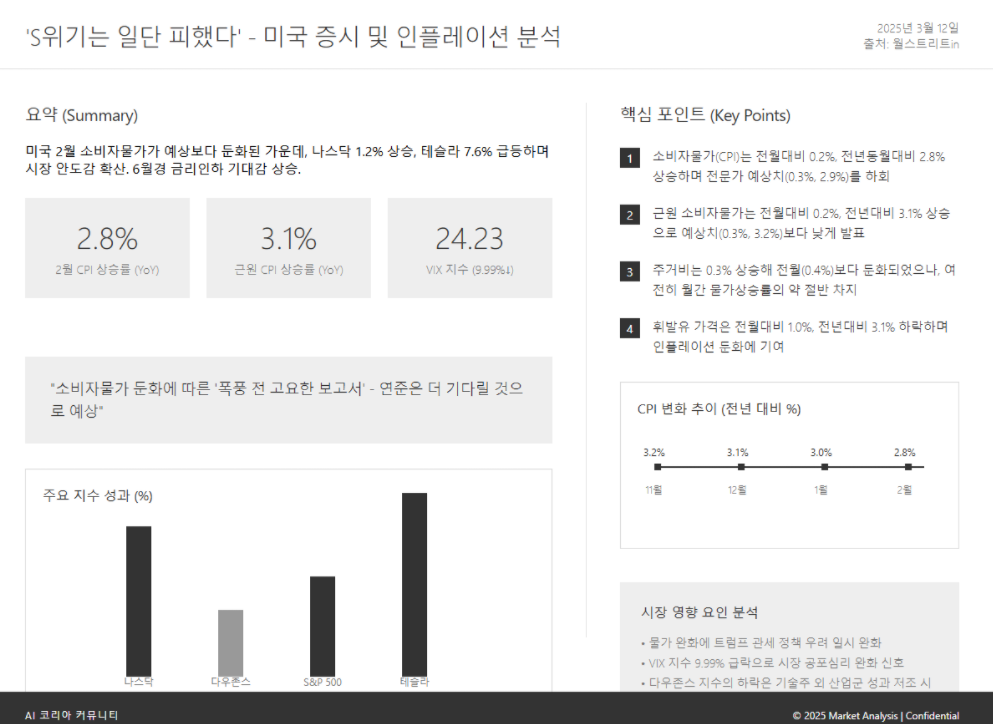 'S위기는 일단 피했다' - 미국 증시 및 인플레이션 분석
2025년 3월 12일
출처: 월스트리트in
요약 (Summary)
미국 2월 소비자물가가 예상보다 둔화된 가운데, 나스닥 1.2% 상승, 테슬라 7.6% 급등하며
시장 안도감 확산. 6월경 금리인하 기대감 상승.
2.8%
2월 CPI 상승률 (YoY)
3.1%
근원 CPI 상승률 (YoY)
24.23
VIX 지수 (9.99%↓)
"소비자물가 둔화에 따른 '폭풍 전 고요한 보고서' - 연준은 더 기다릴 것으
로 예상"
주요 지수 성과 (%)
나스닥
다우존스
S&P 500
테슬라
핵심 포인트 (Key Points)
1
소비자물가(CPI)는 전월대비 0.2%, 전년동월대비 2.8%
상승하며 전문가 예상치(0.3%, 2.9%)를 하회
2
근원 소비자물가는 전월대비 0.2%, 전년대비 3.1% 상승
으로 예상치(0.3%, 3.2%)보다 낮게 발표
3
주거비는 0.3% 상승해 전월(0.4%)보다 둔화되었으나, 여
전히 월간 물가상승률의 약 절반 차지
4
휘발유 가격은 전월대비 1.0%, 전년대비 3.1% 하락하며
인플레이션 둔화에 기여
CPI 변화 추이 (전년 대비 %)
3.2%
3.1%
3.0%
2.8%
11월
12월
1월
2월
시장 영향 요인 분석
• 물가 완화에 트럼프 관세 정책 우려 일시 완화
• VIX 지수 9.99% 급락으로 시장 공포심리 완화 신호
• 다우존스 지수의 하락은 기술주 외 산업군 성과 저조 시
AI 코리아 커뮤니티
© 2025 Market Analysis | Confidential